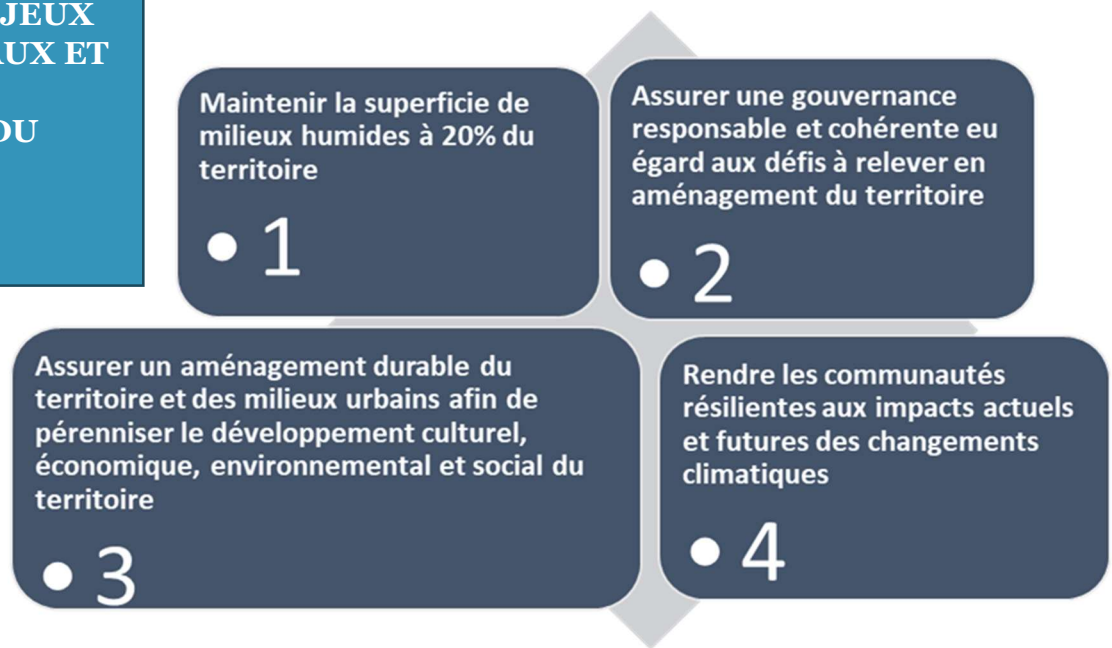 JEUX
AUX ET
OU
Maintenir la superficie de
milieux humides à 20% du
territoire
• 1
Assurer une gouvernance
responsable et cohérente eu
égard aux défis à relever en
aménagement du territoire
• 2
Assurer un aménagement durable du
territoire et des milieux urbains afin de
pérenniser le développement culturel,
économique, environnemental et social du
territoire
• 3
Rendre les communautés
résilientes aux impacts actuels
et futures des changements
climatiques
• 4